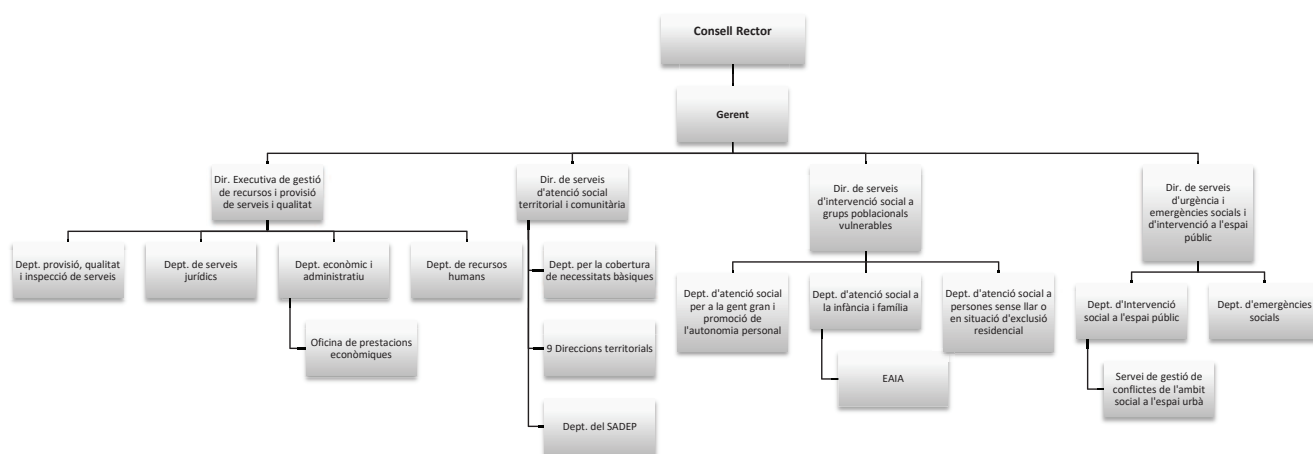 Consell Rector
Gerent
Dir. Executiva de gestió
de recursos i provisió
de serveis i qualitat
Dir. de serveis
d'atenció social
territorial i comunitària
Dir. de serveis
d'intervenció social a
grups poblacionals
vulnerables
Dir. de serveis
d'urgència i
emergències socials i
d'intervenció a l'espai
públic
Dept. provisió, qualitat
i inspecció de serveis
Dept. de serveis
jurídics
Dept. econòmic i
administratiu
Dept. de recursos
humans
Oficina de prestacions
econòmiques
Dept. per la cobertura
de necessitats bàsiques
9 Direccions territorials
Dept. del SADEP
Dept. d'atenció social
per a la gent gran i
promoció de
l'autonomia personal
Dept. d'atenció social a
la infància i família
Dept. d'atenció social a
persones sense llar o
en situació d'exclusió
residencial
EAIA
Dept. d'Intervenció
social a l'espai públic
Dept. d'emergències
socials
Servei de gestió de
conflictes de l'ambit
social a l'espai urbà